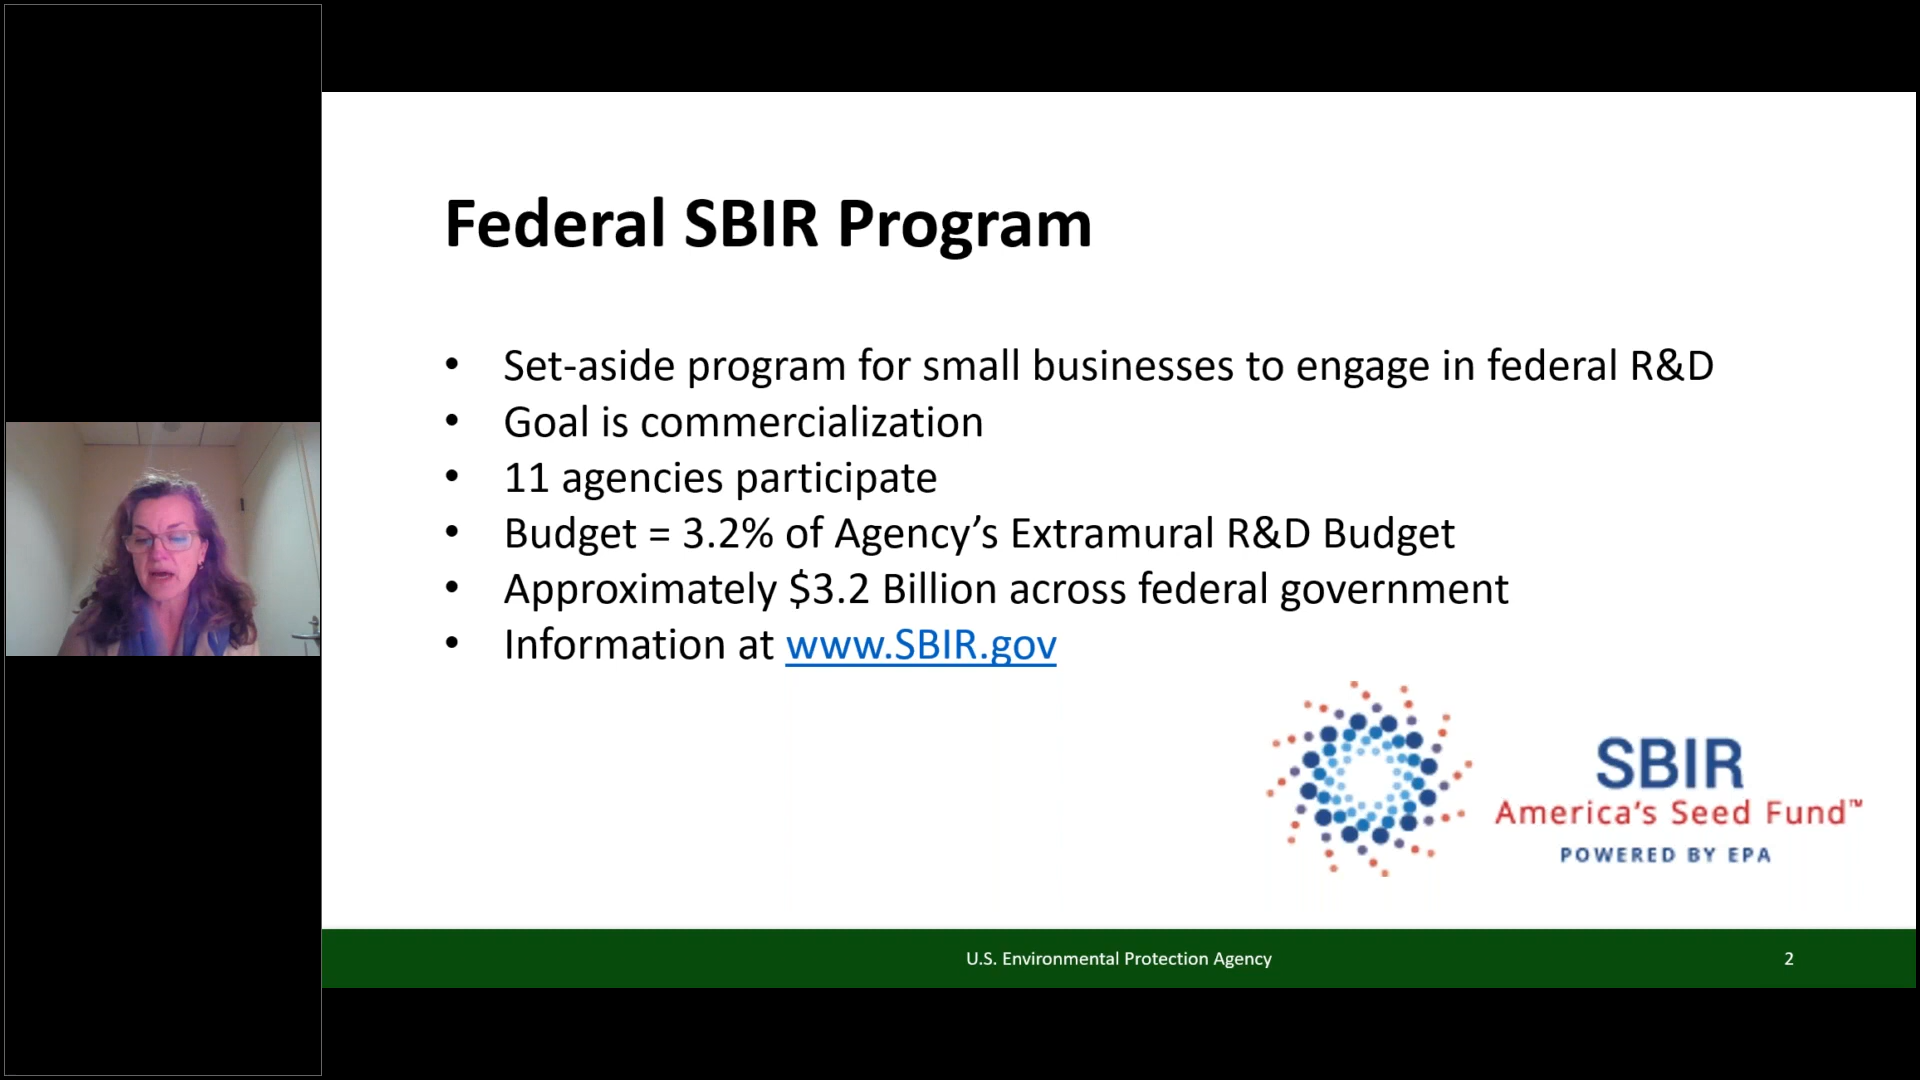 Federal SBIR Program
• Set-aside program for small businesses to engage in federal R&D
• Goal is commercialization
• 11 agencies participate
• Budget = 3.2% of Agency’s Extramural R&D Budget
• Approximately $3.2 Billion across federal government
• Information at www.SBIR.gov
SBIR
America's Seed Fund™
POWERED BY EPA
U.S. Environmental Protection Agency
2